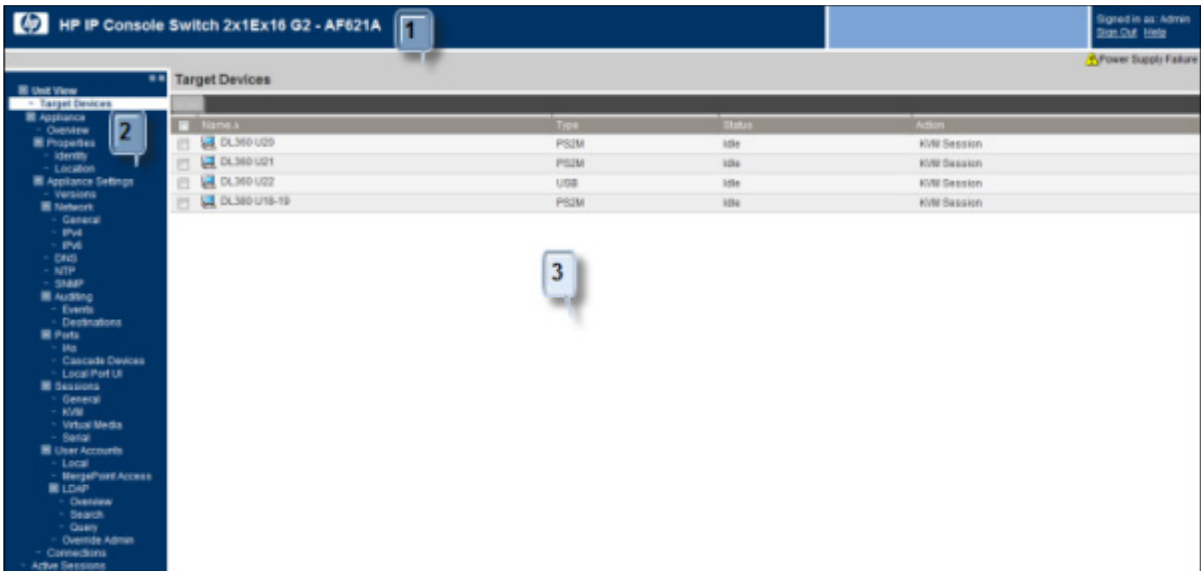 hp HP IP Console Switch 2x1Ex16 G2 - AF621A
1
Signed in as: Admin
Sign Out Help
Power Supply Failure
Target Devices
Unit View
- Target Devices
Appliance
- Overview
2
Properties
- Identity
- Location
Appliance Settings
- Versions
Network
- General
- IPv4
- IPv6
- DNS
- NTP
- SNMP
Auditing
- Events
- Destinations
Ports
- IAs
- Cascade Devices
- Local Port UI
Sessions
- General
- KVM
- Virtual Media
- Serial
User Accounts
- Local
- MergePoint Access
LDAP
- Overview
- Search
- Query
- Override Admin
- Connections
- Active Sessions
Name Type Status Action
DL360 U20 PS2M Idle KVM Session
DL360 U21 PS2M Idle KVM Session
DL360 U22 USB Idle KVM Session
DL380 U18-19 PS2M Idle KVM Session
3